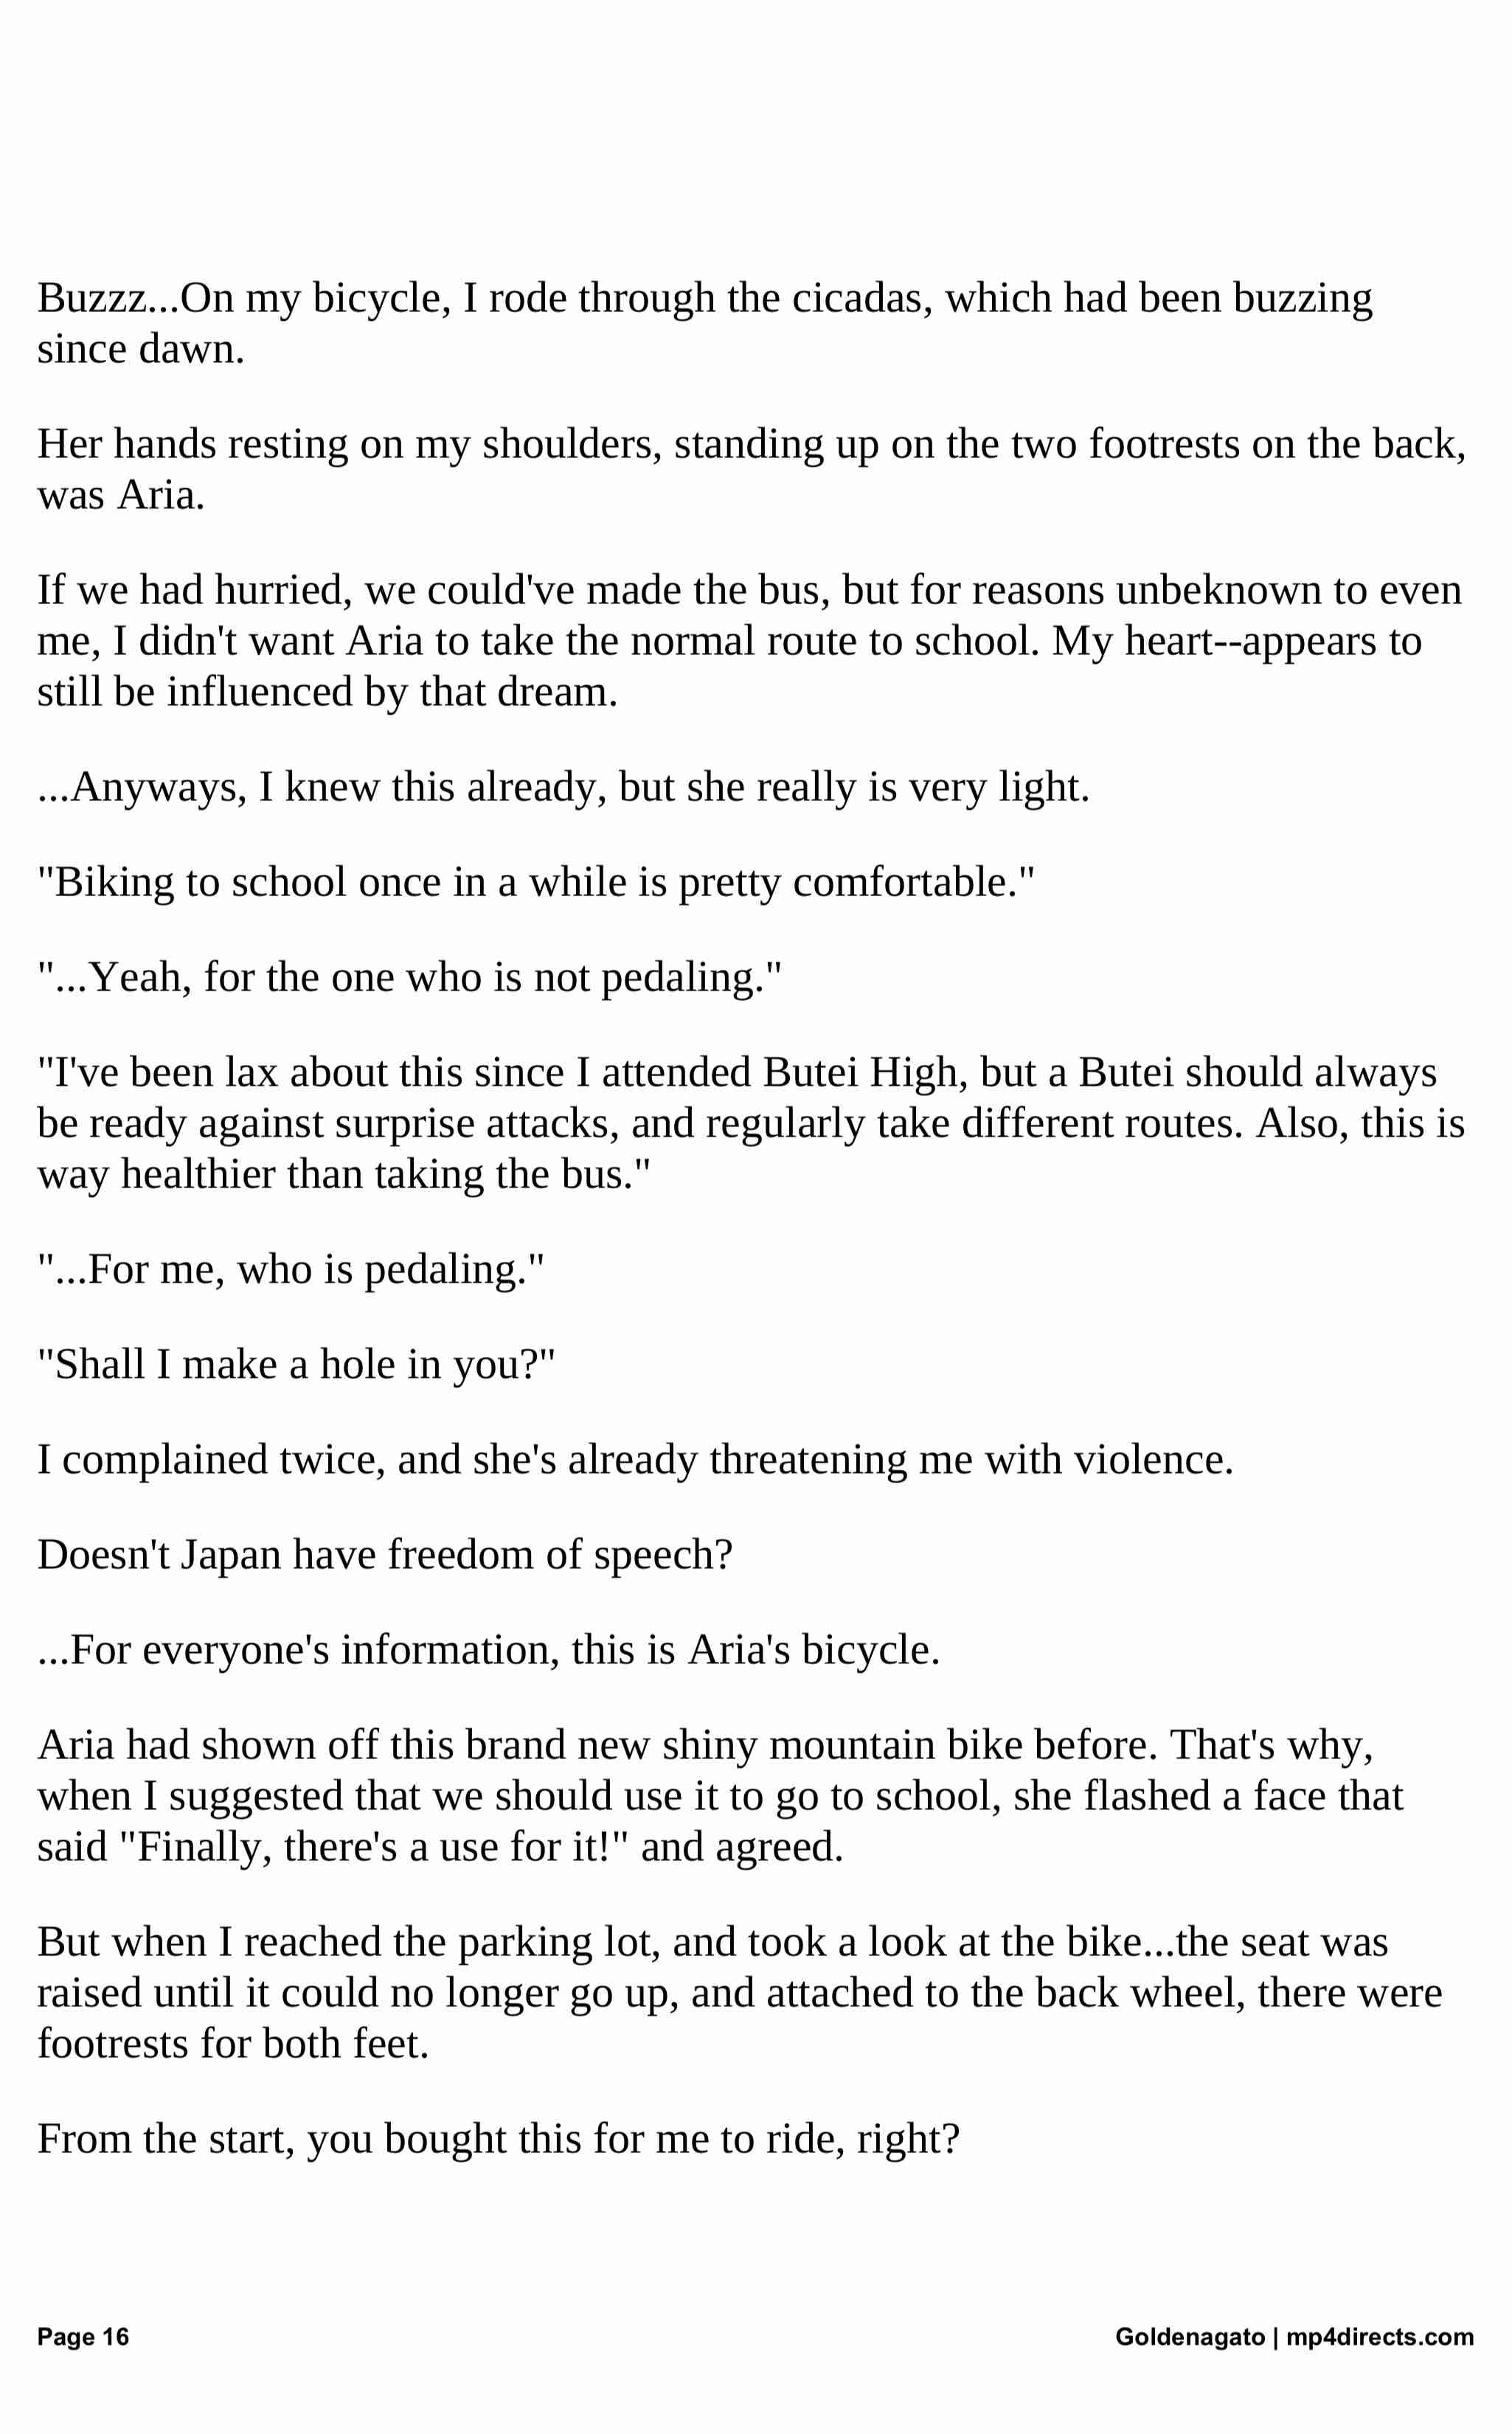 Buzzz...On my bicycle, I rode through the cicadas, which had been buzzing
since dawn.
Her hands resting on my shoulders, standing up on the two footrests on the back,
was Aria.
If we had hurried, we could've made the bus, but for reasons unbeknown to even
me, I didn't want Aria to take the normal route to school. My heart--appears to
still be influenced by that dream.
...Anyways, I knew this already, but she really is very light.
"Biking to school once in a while is pretty comfortable."
"...Yeah, for the one who is not pedaling."
"I've been lax about this since I attended Butei High, but a Butei should always
be ready against surprise attacks, and regularly take different routes. Also, this is
way healthier than taking the bus."
"...For me, who is pedaling."
"Shall I make a hole in you?"
I complained twice, and she's already threatening me with violence.
Doesn't Japan have freedom of speech?
...For everyone's information, this is Aria's bicycle.
Aria had shown off this brand new shiny mountain bike before. That's why,
when I suggested that we should use it to go to school, she flashed a face that
said "Finally, there's a use for it!" and agreed.
But when I reached the parking lot, and took a look at the bike...the seat was
raised until it could no longer go up, and attached to the back wheel, there were
footrests for both feet.
From the start, you bought this for me to ride, right?
Page 16
Goldenagato | mp4directs.com